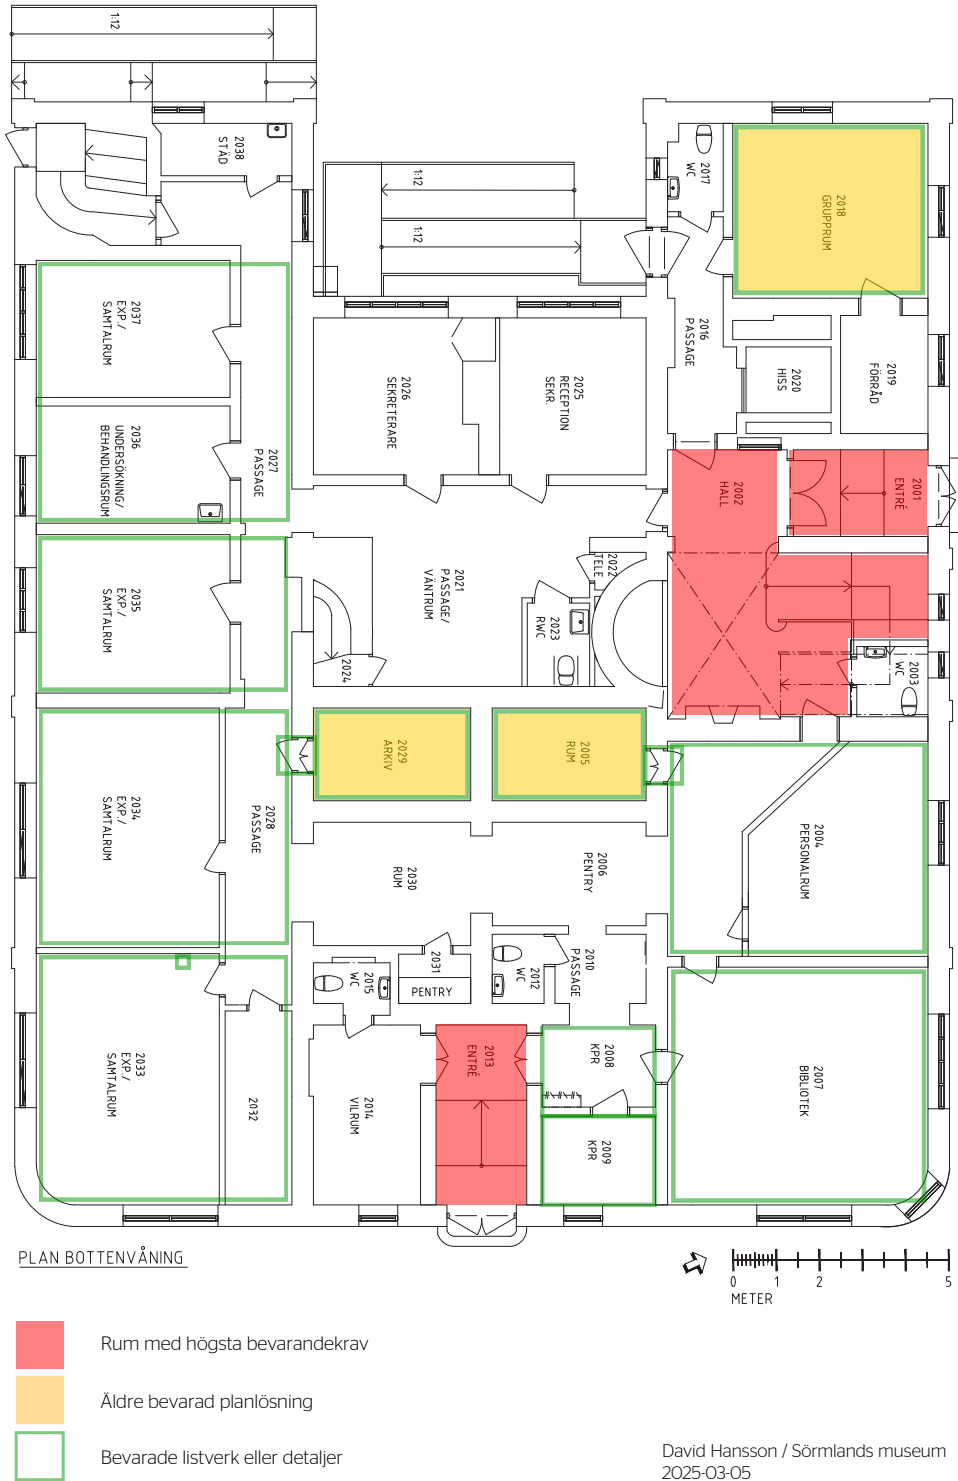 1:12
2038
STÄD
1:12
1:12
2017
WC
2018
GRUPPRUM
2037
EXP./
SAMTALRUM
2016
PASSAGE
2026
SEKRETERARE
2025
RECEPTION
SEKR.
2020
HISS
2019
FÖRRÅD
2036
UNDERSÖKNING/
BEHANDLINGSRUM
2027
PASSAGE
2002
HALL
2001
ENTRÉ
2035
EXP./
SAMTALRUM
2021
PASSAGE/
VÄNTRUM
2022
TELE
2023
RWC
2024
2003
WC
2029
ARKIV
2005
RUM
2034
EXP./
SAMTALRUM
2028
PASSAGE
2004
PERSONALRUM
2030
RUM
2006
PENTRY
2031
PENTRY
2015
WC
2012
WC
2010
PASSAGE
2033
EXP./
SAMTALRUM
2032
2014
VILRUM
2013
ENTRÉ
2008
KPR
2009
KPR
2007
BIBLIOTEK
PLAN BOTTENVÅNING
0 1 2 5
METER
Rum med högsta bevarandekrav
Äldre bevarad planlösning
Bevarade listverk eller detaljer
David Hansson / Sörmlands museum
2025-03-05